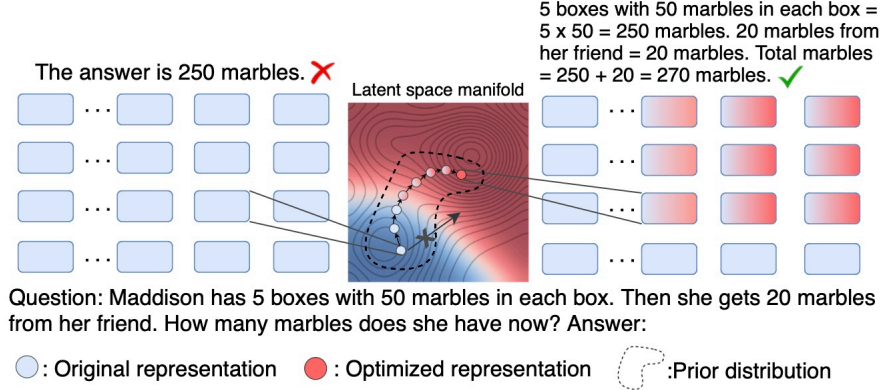 The answer is 250 marbles.
5 boxes with 50 marbles in each box =
5 x 50 = 250 marbles. 20 marbles from
her friend = 20 marbles. Total marbles
= 250 + 20 = 270 marbles.
Latent space manifold
Question: Maddison has 5 boxes with 50 marbles in each box. Then she gets 20 marbles
from her friend. How many marbles does she have now? Answer:
: Original representation
: Optimized representation
:Prior distribution